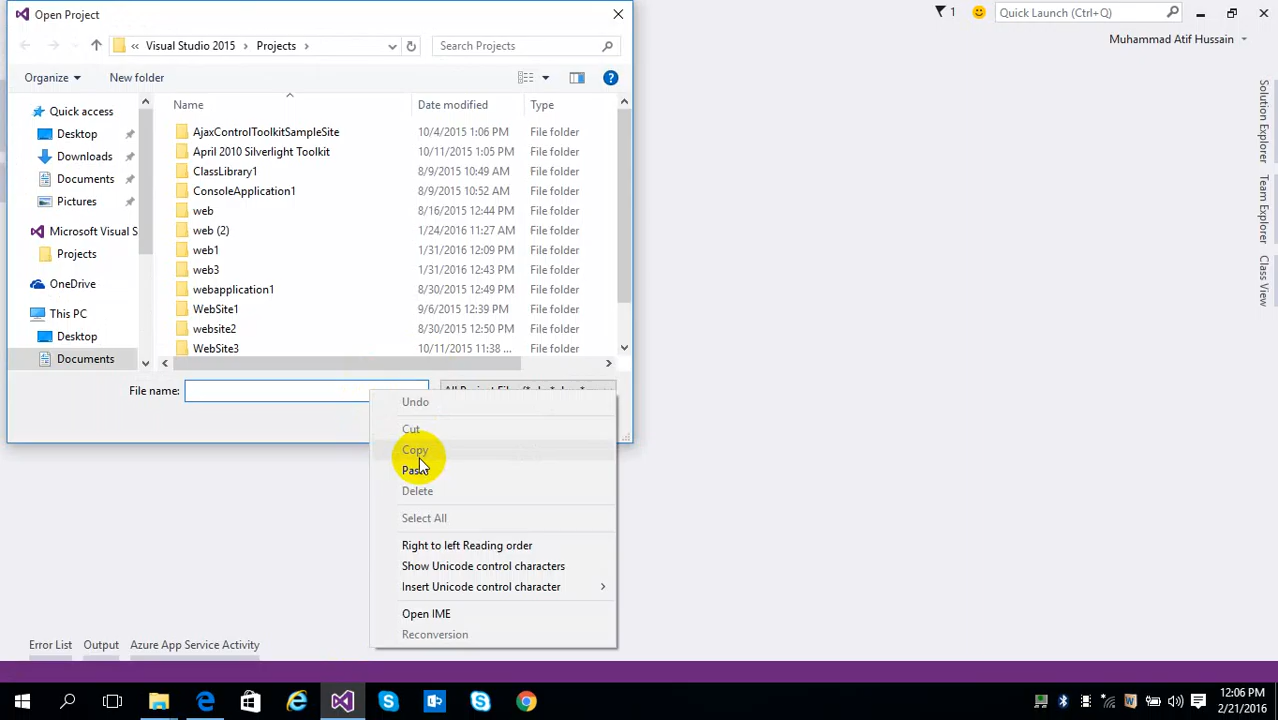 Open Project
1
Quick Launch (Ctrl+Q)
Muhammad Atif Hussain
« Visual Studio 2015 > Projects >
Search Projects
Organize
New folder
Name
Date modified
Type
Quick access
Desktop
Downloads
Documents
Pictures
Microsoft Visual S
Projects
OneDrive
This PC
Desktop
Documents
AjaxControlToolkitSampleSite 10/4/2015 1:06 PM File folder
April 2010 Silverlight Toolkit 10/11/2015 1:05 PM File folder
ClassLibrary1 8/9/2015 10:49 AM File folder
ConsoleApplication1 8/9/2015 10:52 AM File folder
web 8/16/2015 12:44 PM File folder
web (2) 1/24/2016 11:27 AM File folder
web1 1/31/2016 12:09 PM File folder
web3 1/31/2016 12:43 PM File folder
webapplication1 8/30/2015 12:49 PM File folder
WebSite1 9/6/2015 12:39 PM File folder
website2 8/30/2015 12:50 PM File folder
WebSite3 10/11/2015 11:38 ... File folder
File name:
Undo
Cut
Copy
Paste
Delete
Select All
Right to left Reading order
Show Unicode control characters
Insert Unicode control character
Open IME
Reconversion
Solution Explorer
Team Explorer
Class View
Error List
Output
Azure App Service Activity
12:06 PM
2/21/2016